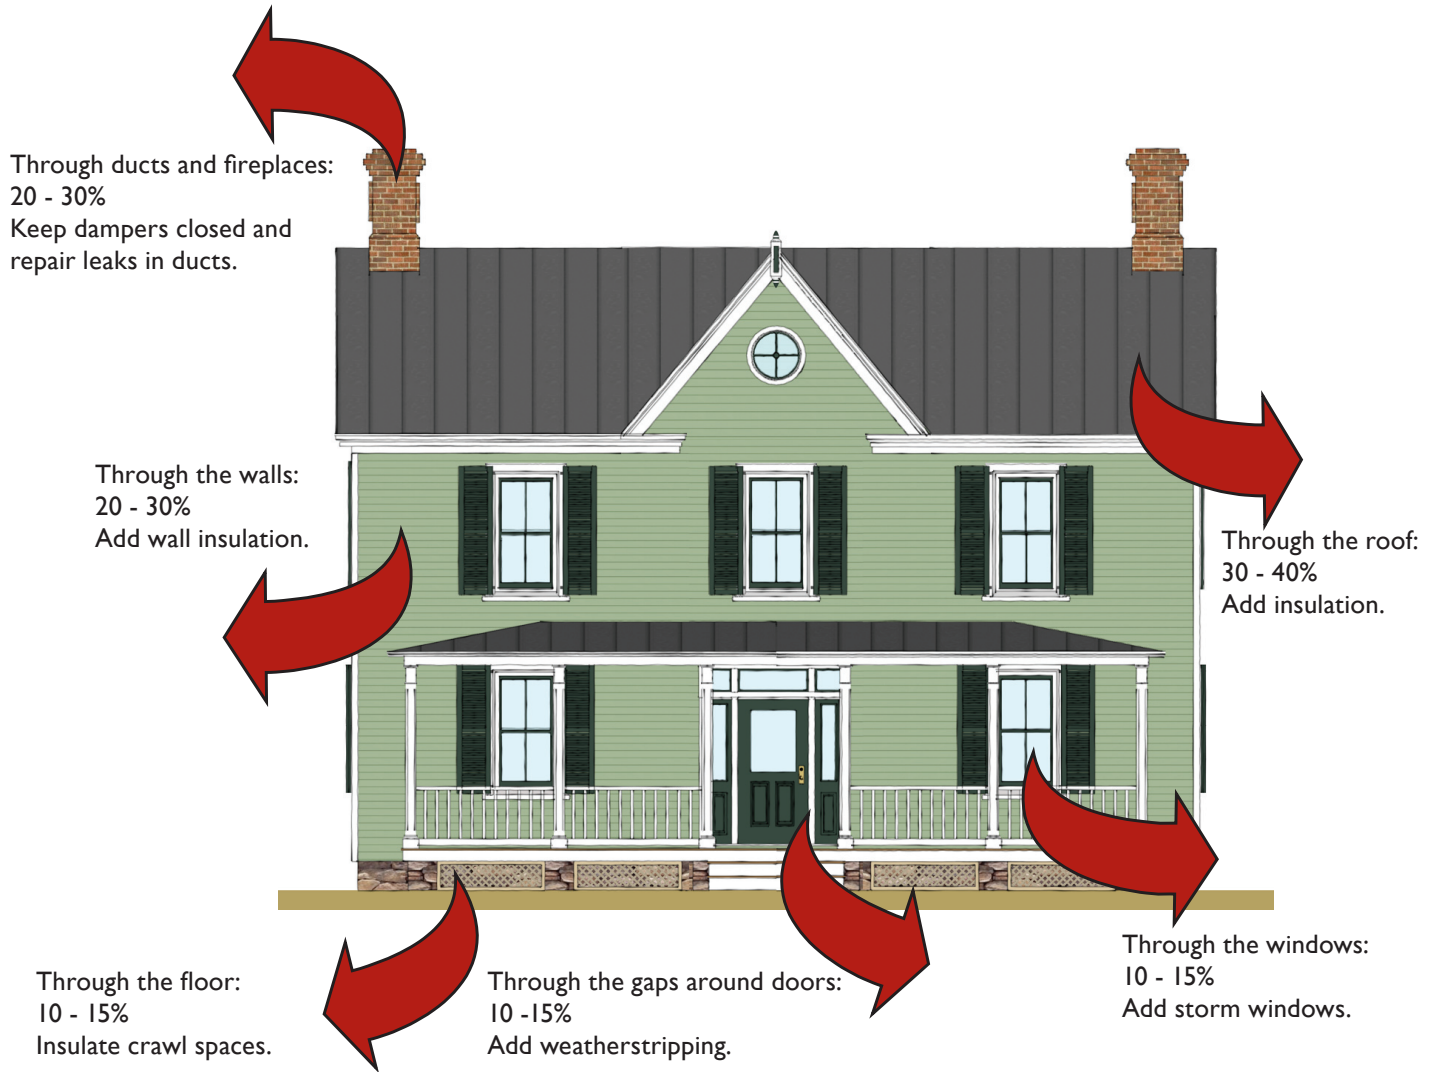 Through ducts and fireplaces:
20 - 30%
Keep dampers closed and
repair leaks in ducts.
Through the walls:
20 - 30%
Add wall insulation.
Through the roof:
30 - 40%
Add insulation.
Through the floor:
10 - 15%
Insulate crawl spaces.
Through the gaps around doors:
10 -15%
Add weatherstripping.
Through the windows:
10 - 15%
Add storm windows.